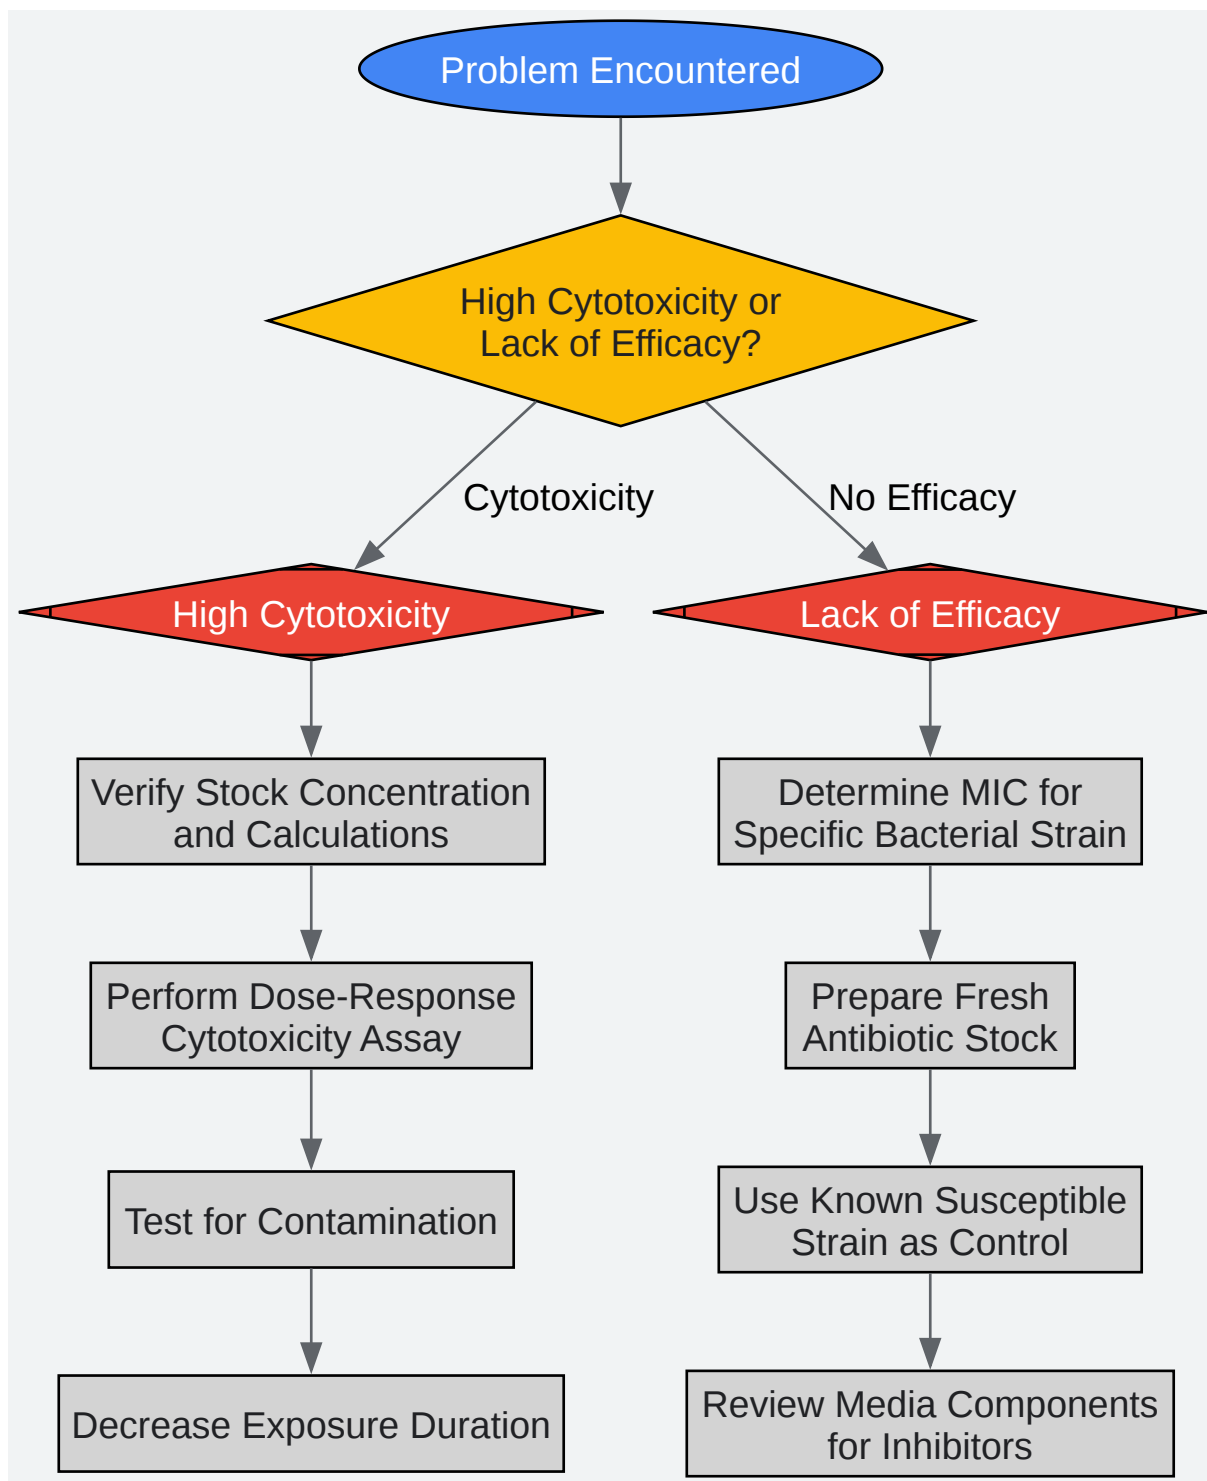 Problem Encountered
High Cytotoxicity or
Lack of Efficacy?
Cytotoxicity
No Efficacy
High Cytotoxicity
Lack of Efficacy
Verify Stock Concentration
and Calculations
Determine MIC for
Specific Bacterial Strain
Perform Dose-Response
Cytotoxicity Assay
Prepare Fresh
Antibiotic Stock
Test for Contamination
Use Known Susceptible
Strain as Control
Decrease Exposure Duration
Review Media Components
for Inhibitors